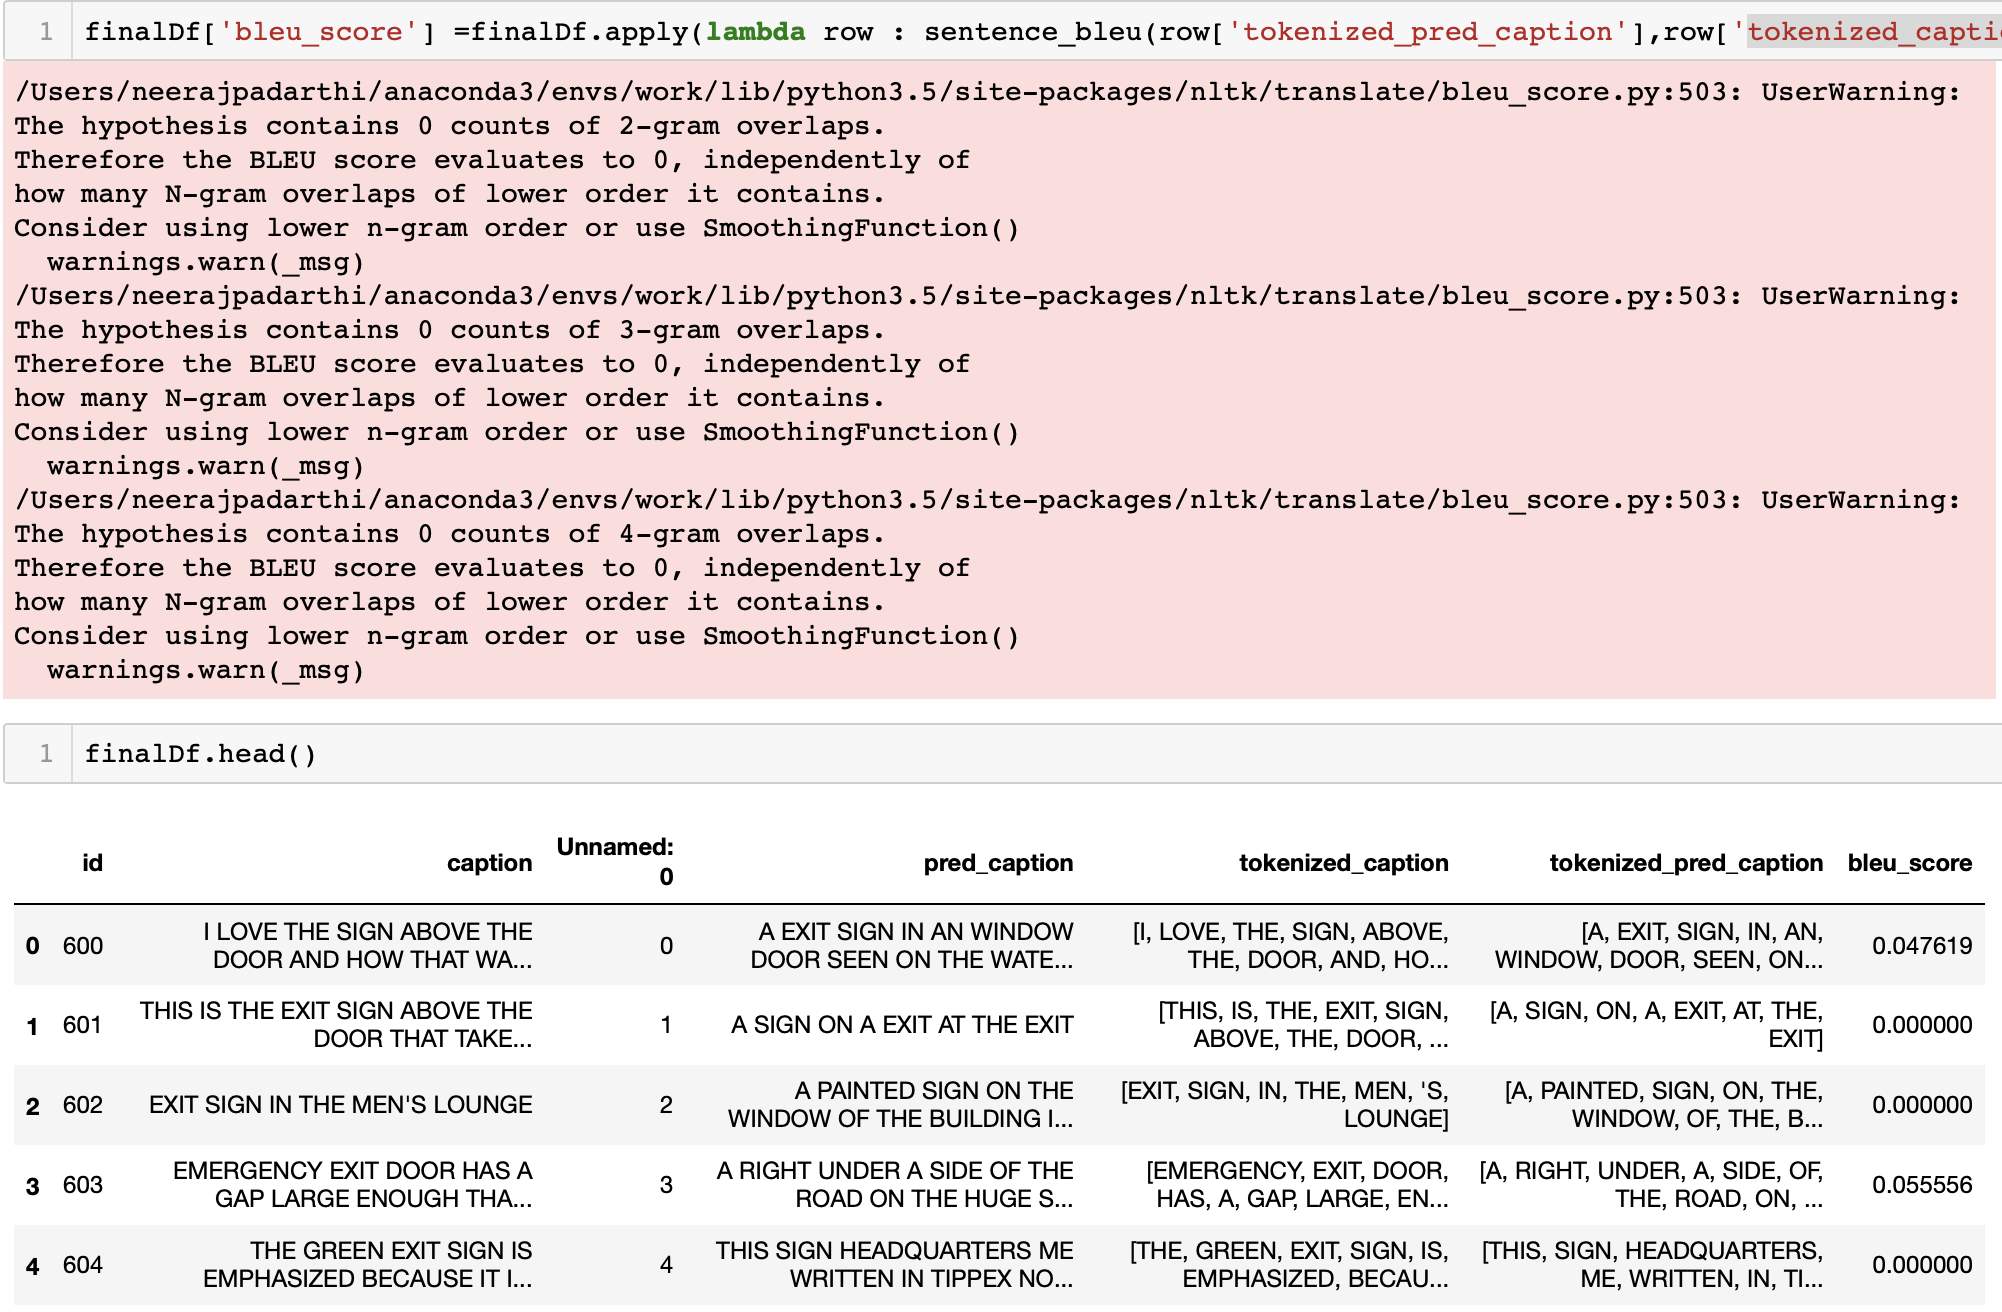 1 finalDf['bleu_score'] =finalDf.apply(lambda row : sentence_bleu(row['tokenized_pred_caption'],row['tokenized_capti
/Users/neerajpadarthi/anaconda3/envs/work/lib/python3.5/site-packages/nltk/translate/bleu_score.py:503: UserWarning:
The hypothesis contains 0 counts of 2-gram overlaps.
Therefore the BLEU score evaluates to 0, independently of
how many N-gram overlaps of lower order it contains.
Consider using lower n-gram order or use SmoothingFunction()
warnings.warn(_msg)
/Users/neerajpadarthi/anaconda3/envs/work/lib/python3.5/site-packages/nltk/translate/bleu_score.py:503: UserWarning:
The hypothesis contains 0 counts of 3-gram overlaps.
Therefore the BLEU score evaluates to 0, independently of
how many N-gram overlaps of lower order it contains.
Consider using lower n-gram order or use SmoothingFunction()
warnings.warn(_msg)
/Users/neerajpadarthi/anaconda3/envs/work/lib/python3.5/site-packages/nltk/translate/bleu_score.py:503: UserWarning:
The hypothesis contains 0 counts of 4-gram overlaps.
Therefore the BLEU score evaluates to 0, independently of
how many N-gram overlaps of lower order it contains.
Consider using lower n-gram order or use SmoothingFunction()
warnings.warn(_msg)
1 finalDf.head()
id caption Unnamed: 0 pred_caption tokenized_caption tokenized_pred_caption bleu_score
0 600 I LOVE THE SIGN ABOVE THE 0 A EXIT SIGN IN AN WINDOW [I, LOVE, THE, SIGN, ABOVE, [A, EXIT, SIGN, IN, AN, 0.047619
DOOR AND HOW THAT WA... DOOR SEEN ON THE WATE... THE, DOOR, AND, HO... WINDOW, DOOR, SEEN, ON...
1 601 THIS IS THE EXIT SIGN ABOVE THE 1 A SIGN ON A EXIT AT THE EXIT [THIS, IS, THE, EXIT, SIGN, [A, SIGN, ON, A, EXIT, AT, THE, 0.000000
DOOR THAT TAKE... ABOVE, THE, DOOR, ... EXIT]
2 602 EXIT SIGN IN THE MEN'S LOUNGE 2 A PAINTED SIGN ON THE [EXIT, SIGN, IN, THE, MEN, 'S, [A, PAINTED, SIGN, ON, THE, 0.000000
WINDOW OF THE BUILDING I... LOUNGE] WINDOW, OF, THE, B...
3 603 EMERGENCY EXIT DOOR HAS A 3 A RIGHT UNDER A SIDE OF THE [EMERGENCY, EXIT, DOOR, [A, RIGHT, UNDER, A, SIDE, OF, 0.055556
GAP LARGE ENOUGH THA... ROAD ON THE HUGE S... HAS, A, GAP, LARGE, EN... THE, ROAD, ON, ...
4 604 THE GREEN EXIT SIGN IS 4 THIS SIGN HEADQUARTERS ME [THE, GREEN, EXIT, SIGN, IS, [THIS, SIGN, HEADQUARTERS, 0.000000
EMPHASIZED BECAUSE IT I... WRITTEN IN TIPPEX NO... EMPHASIZED, BECAU... ME, WRITTEN, IN, TI...